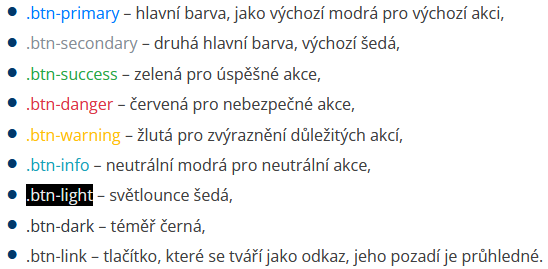 .btn-primary – hlavní barva, jako výchozí modrá pro výchozí akci,
.btn-secondary – druhá hlavní barva, výchozí šedá,
.btn-success – zelená pro úspěšné akce,
.btn-danger – červená pro nebezpečné akce,
.btn-warning – žlutá pro zvýraznění důležitých akcí,
.btn-info – neutrální modrá pro neutrální akce,
.btn-light – světlounce šedá,
.btn-dark – téměř černá,
.btn-link – tlačítko, které se tváří jako odkaz, jeho pozadí je průhledné.